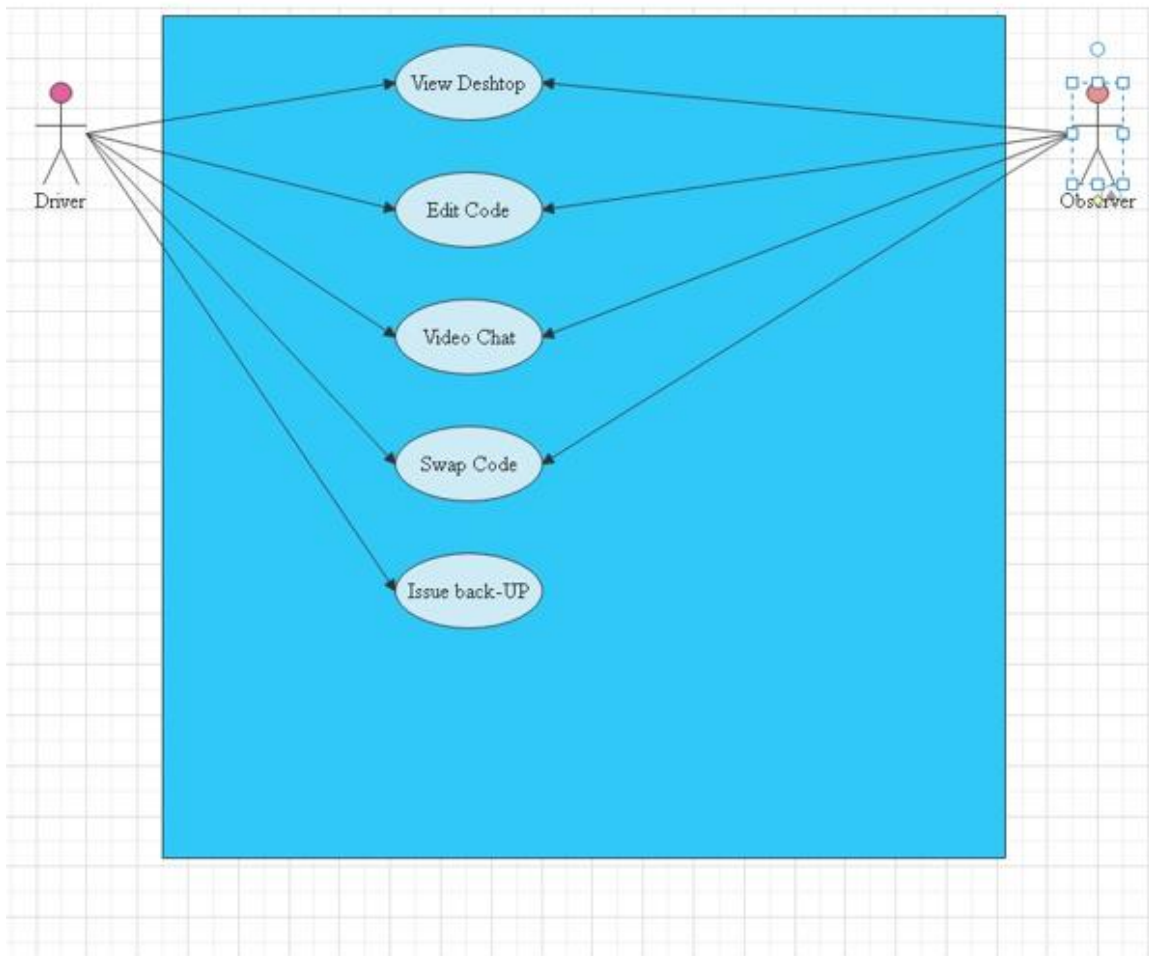 View Deshtop
Driver
Observer
Edit Code
Video Chat
Swap Code
Issue back-UP